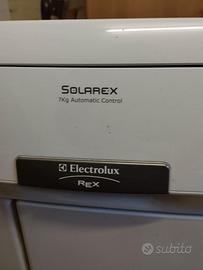 SOLAREX
7Kg Automatic Control
Electrolux
REX
subito